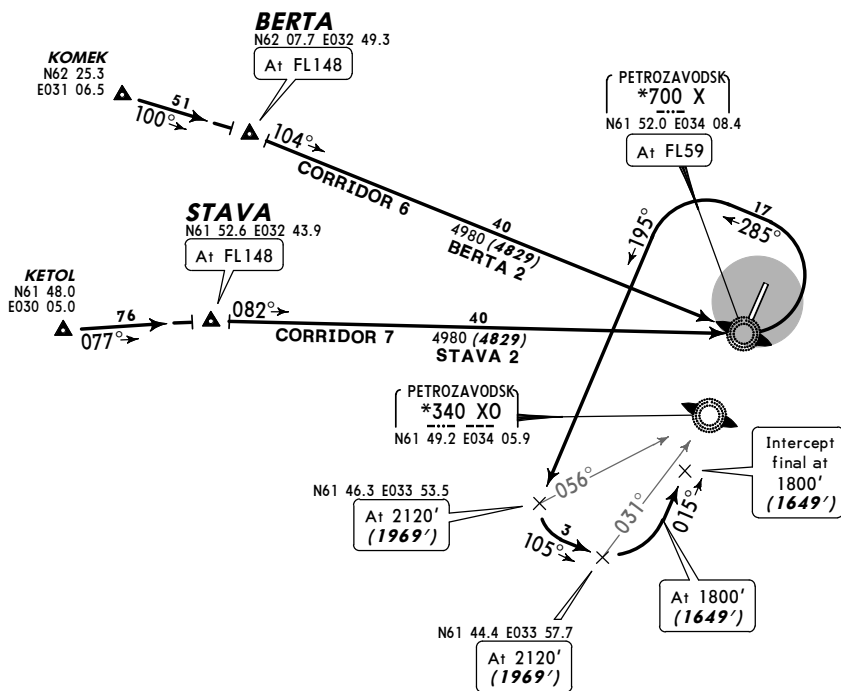 BERTA
N62 07.7 E032 49.3
At FL148
KOMEK
N62 25.3
E031 06.5
51
100°
104°
CORRIDOR 6
40
4980 (4829)
BERTA 2
PETROZAVODSK
*700 X
N61 52.0 E034 08.4
At FL59
17
285°
195°
STAVA
N61 52.6 E032 43.9
At FL148
KETOL
N61 48.0
E030 05.0
76
077°
082°
CORRIDOR 7
40
4980 (4829)
STAVA 2
PETROZAVODSK
*340 XO
N61 49.2 E034 05.9
Intercept
final at
1800'
(1649')
N61 46.3 E033 53.5
At 2120'
(1969')
056°
031°
015°
3
105°
At 1800'
(1649')
N61 44.4 E033 57.7
At 2120'
(1969')